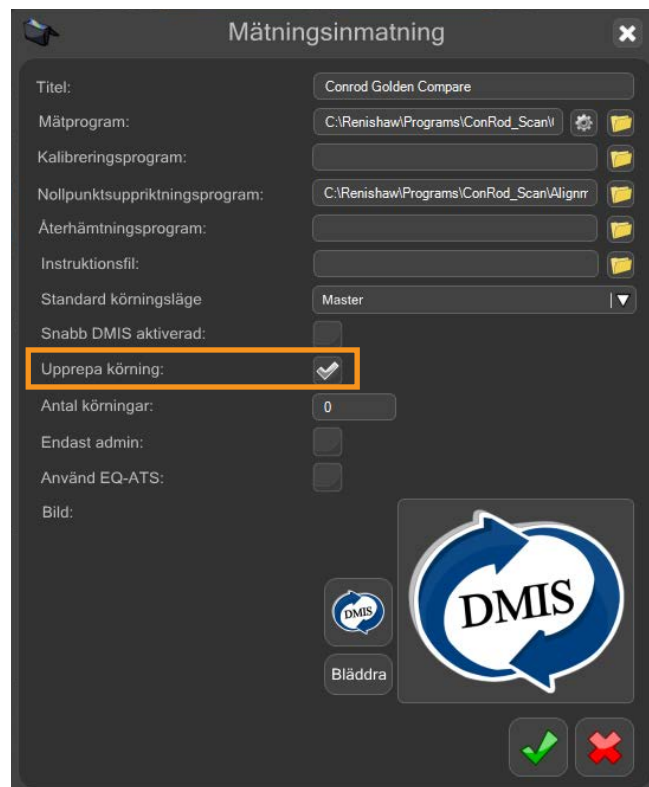 Mätningsinmatning
Titel: Conrod Golden Compare
Mätprogram: C:\Renishaw\Programs\ConRod_Scan\
Kalibreringsprogram:
Nollpunktsuppriktningsprogram: C:\Renishaw\Programs\ConRod_Scan\Alignm
Återhämtningsprogram:
Instruktionsfil:
Standard körningsläge Master
Snabb DMIS aktiverad:
Upprepa körning:
Antal körningar: 0
Endast admin:
Använd EQ-ATS:
Bild:
DMIS
DMIS
Bläddra